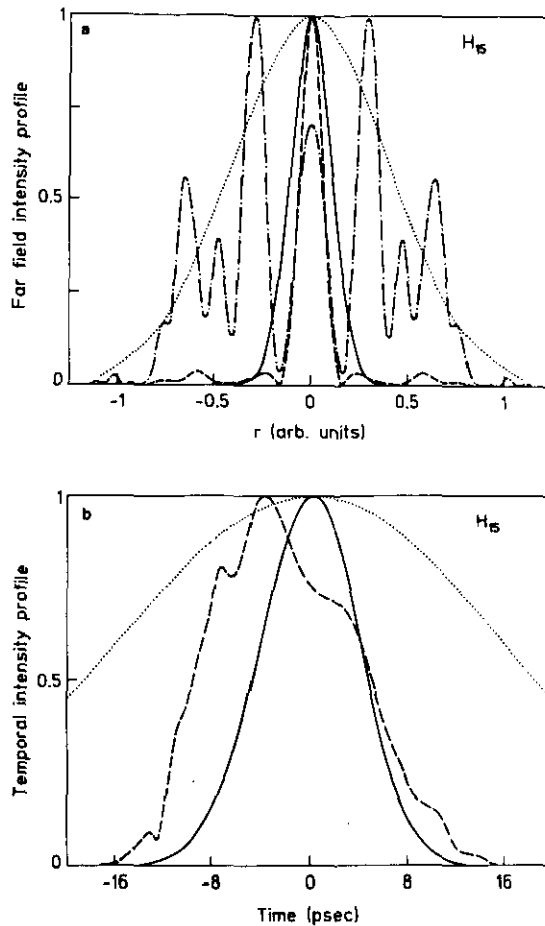 1
a
H15
Far field intensity profile
0.5
0
-1
-0.5
0
0.5
1
r (arb. units)
1
b
H15
Temporal intensity profile
0.5
0
-16
-8
0
8
16
Time (psec)